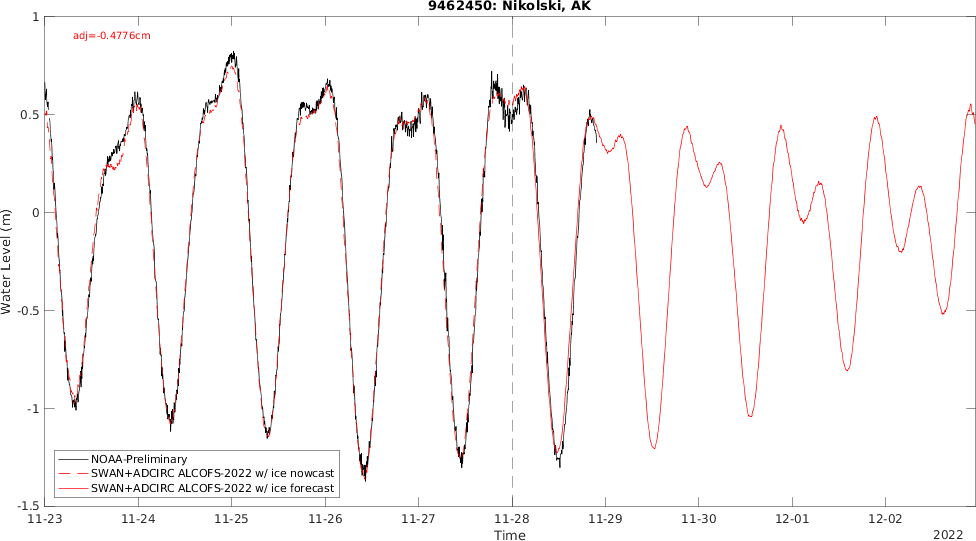 9462450: Nikolski, AK
adj=-0.4776cm
1
0.5
0
-0.5
-1
-1.5
Water Level (m)
NOAA-Preliminary
SWAN+ADCIRC ALCOFS-2022 w/ ice nowcast
SWAN+ADCIRC ALCOFS-2022 w/ ice forecast
11-23 11-24 11-25 11-26 11-27 11-28 11-29 11-30 12-01 12-02
Time
2022